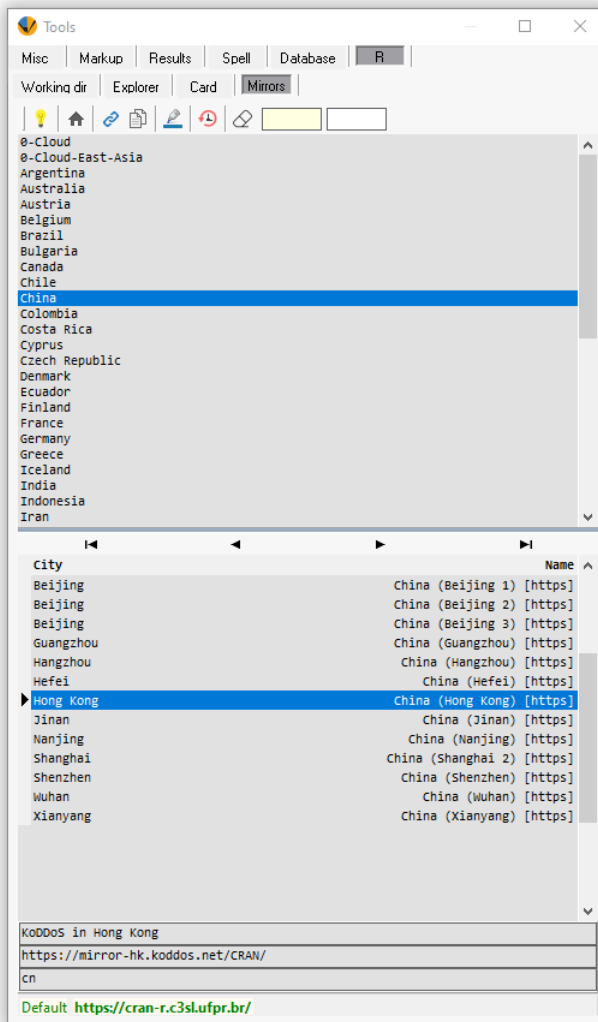 Tools
Misc Markup Results Spell Database R
Working dir Explorer Card Mirrors
0-Cloud
0-Cloud-East-Asia
Argentina
Australia
Austria
Belgium
Brazil
Bulgaria
Canada
Chile
China
Colombia
Costa Rica
Cyprus
Czech Republic
Denmark
Ecuador
Finland
France
Germany
Greece
Iceland
India
Indonesia
Iran
City Name
Beijing China (Beijing 1) [https]
Beijing China (Beijing 2) [https]
Beijing China (Beijing 3) [https]
Guangzhou China (Guangzhou) [https]
Hangzhou China (Hangzhou) [https]
Hefei China (Hefei) [https]
Hong Kong China (Hong Kong) [https]
Jinan China (Jinan) [https]
Nanjing China (Nanjing) [https]
Shanghai China (Shanghai 2) [https]
Shenzhen China (Shenzhen) [https]
Wuhan China (Wuhan) [https]
Xianyang China (Xianyang) [https]
KoDDoS in Hong Kong
https://mirror-hk.koddos.net/CRAN/
cn
Default https://cran-r.c3sl.ufpr.br/